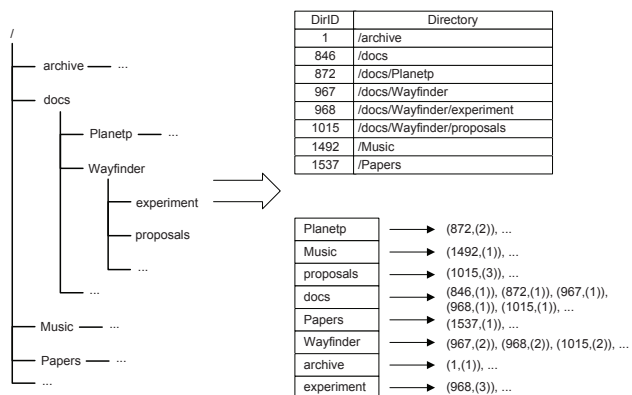 /
archive ...
docs
Planetp ...
Wayfinder
experiment
proposals
...
...
Music ...
Papers ...
...
DirID Directory
1 /archive
846 /docs
872 /docs/Planetp
967 /docs/Wayfinder
968 /docs/Wayfinder/experiment
1015 /docs/Wayfinder/proposals
1492 /Music
1537 /Papers
Planetp (872,(2)), ...
Music (1492,(1)), ...
proposals (1015,(3)), ...
docs (846,(1)), (872,(1)), (967,(1)),
(968,(1)), (1015,(1)), ...
Papers (1537,(1)), ...
Wayfinder (967,(2)), (968,(2)), (1015,(2)), ...
archive (1,(1)), ...
experiment (968,(3)), ...